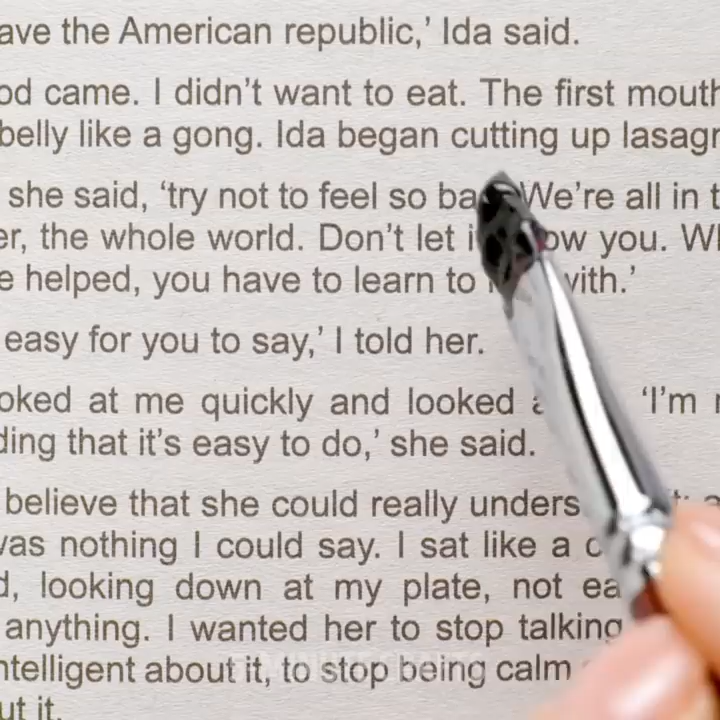 ave the American republic,’ Ida said.
od came. I didn’t want to eat. The first mouth
belly like a gong. Ida began cutting up lasagn
she said, ‘try not to feel so We’re all in t
er, the whole world. Don’t let you. Wh
e helped, you have to learn to with.’
easy for you to say,’ I told her.
oked at me quickly and looked ‘I’m
ding that it’s easy to do,’ she said.
believe that she could really unders
was nothing I could say. I sat like a
d, looking down at my plate, not ea
anything. I wanted her to stop talking
ntelligent about it, to stop being calm
ut it.